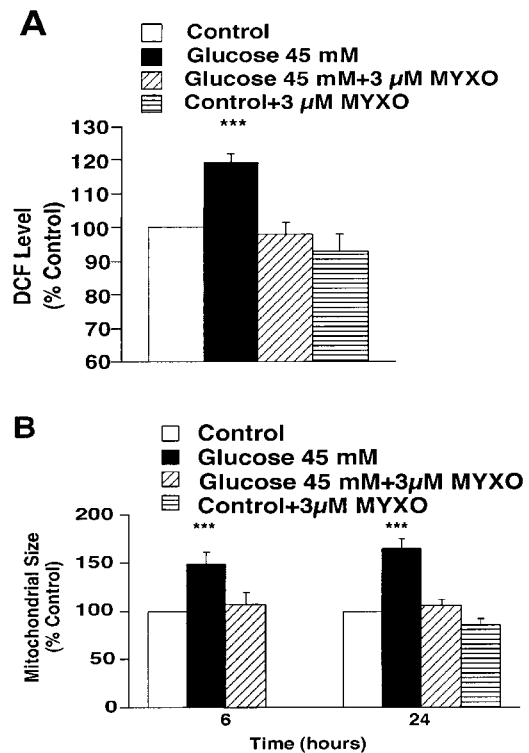 A
Control
Glucose 45 mM
Glucose 45 mM+3 µM MYXO
Control+3 µM MYXO
***
130
120
110
100
90
80
70
60
DCF Level
(% Control)
B
Control
Glucose 45 mM
Glucose 45 mM+3µM MYXO
Control+3µM MYXO
***
***
200
150
100
50
0
Mitochondrial Size
(% Control)
6
24
Time (hours)